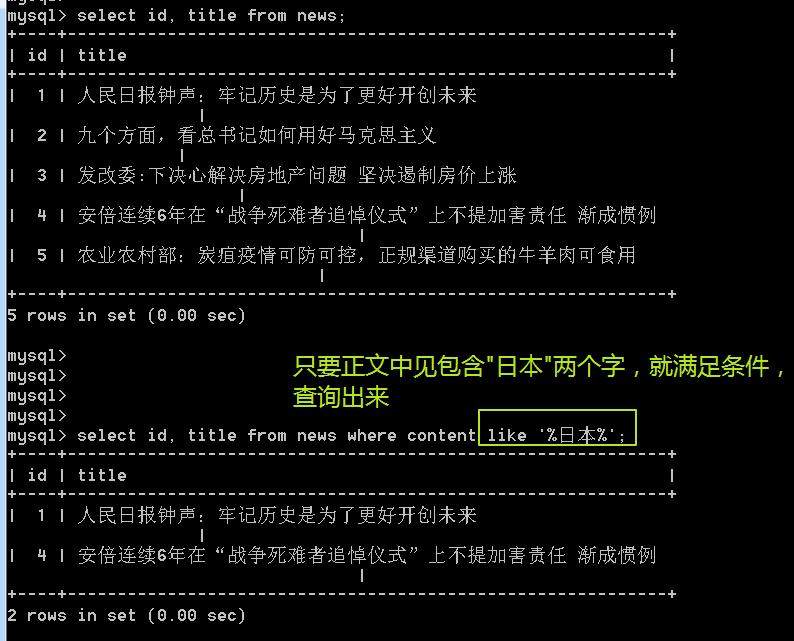 mysql> select id, title from news;
+----+-------------------------------------------------------------+
| id | title                                                       |
+----+-------------------------------------------------------------+
|  1 | 人民日报钟声：牢记历史是为了更好开创未来
|
|  2 | 九个方面，看总书记如何用好马克思主义
|
|  3 | 发改委:下决心解决房地产问题 坚决遏制房价上涨
|
|  4 | 安倍连续6年在“战争死难者追悼仪式”上不提加害责任 渐成惯例
|
|  5 | 农业农村部：炭疽疫情可防可控，正规渠道购买的牛羊肉可食用
|
+----+-------------------------------------------------------------+
5 rows in set (0.00 sec)
mysql>
mysql>
mysql>
mysql>
只要正文中见包含"日本"两个字，就满足条件，
查询出来
mysql> select id, title from news where content like '%日本%';
+----+-------------------------------------------------------------+
| id | title                                                       |
+----+-------------------------------------------------------------+
|  1 | 人民日报钟声：牢记历史是为了更好开创未来
|
|  4 | 安倍连续6年在“战争死难者追悼仪式”上不提加害责任 渐成惯例
|
+----+-------------------------------------------------------------+
2 rows in set (0.00 sec)